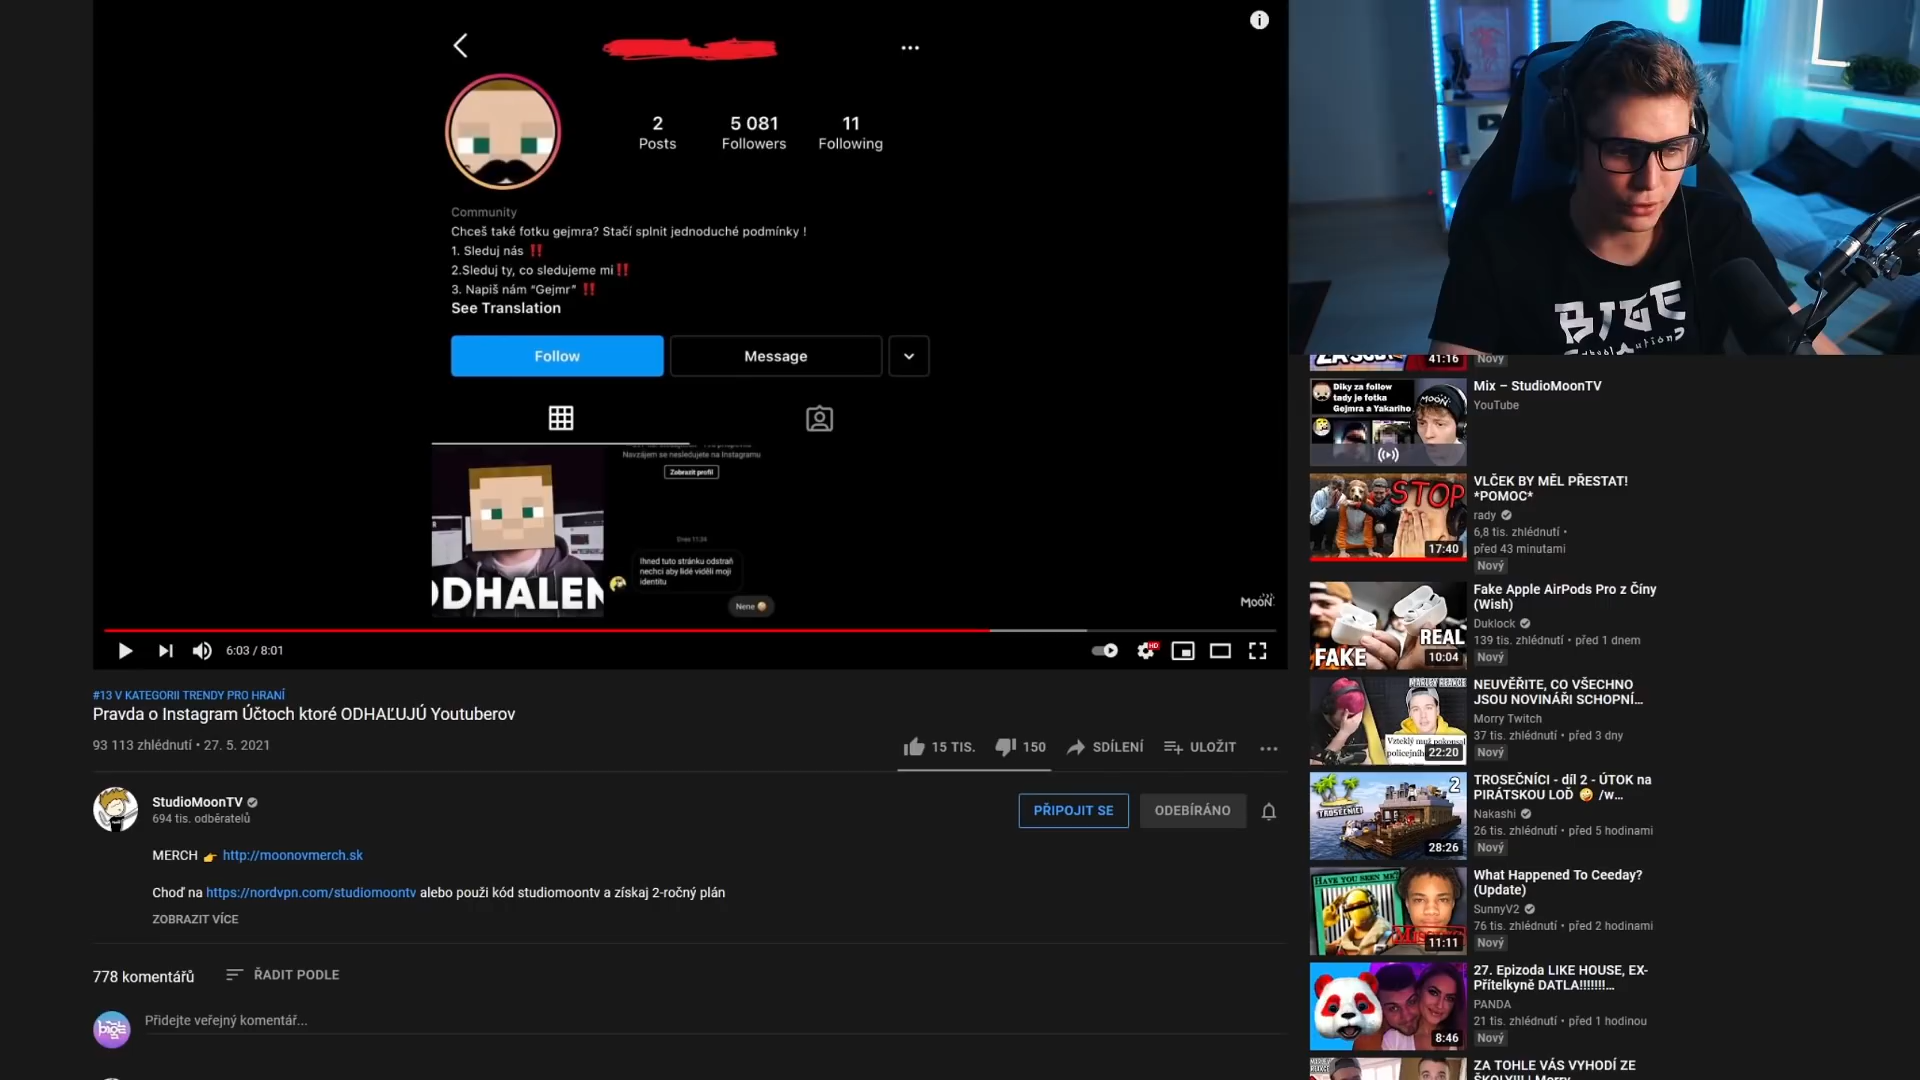 2
Posts
5 081
Followers
11
Following
Community
Chceš také fotku gejmra? Stačí splnit jednoduché podmínky !
1. Sleduj nás ‼️
2.Sleduj ty, co sledujeme mi‼️
3. Napiš nám "Gejmr" ‼️
See Translation
Follow
Message
Navzájem se nesledujete na Instagramu
Zobrazit profil
Dnes 11:34
Ihned tuto stránku odstraň
nechci aby lidé viděli moji
identitu
Nene
ODHALEN
MOON
6:03 / 8:01
HD
#13 V KATEGORII TRENDY PRO HRANÍ
Pravda o Instagram Účtoch ktoré ODHAĽUJÚ Youtuberov
93 113 zhlédnutí • 27. 5. 2021
15 TIS.
150
SDÍLENÍ
ULOŽIT
StudioMoonTV
694 tis. odběratelů
PŘIPOJIT SE
ODEBÍRÁNO
MERCH 👉 http://moonovmerch.sk
Choď na https://nordvpn.com/studiomoontv alebo použi kód studiomoontv a získaj 2-ročný plán
ZOBRAZIT VÍCE
778 komentářů
ŘADIT PODLE
Přidejte veřejný komentář...
BIGE
41:16
Nový
Diky za follow
tady je fotka
Gejmra a Yakariho
MOON
Mix – StudioMoonTV
YouTube
STOP
17:40
VLČEK BY MĚL PŘESTAT!
*POMOC*
rady
6,8 tis. zhlédnutí •
před 43 minutami
Nový
FAKE
REAL
10:04
Fake Apple AirPods Pro z Číny
(Wish)
Duklock
139 tis. zhlédnutí • před 1 dnem
Nový
22:20
NEUVĚŘITE, CO VŠECHNO
JSOU NOVINÁŘI SCHOPNÍ...
Morry Twitch
37 tis. zhlédnutí • před 3 dny
Nový
TROSEČNÍCI
2
28:26
TROSEČNÍCI - díl 2 - ÚTOK na
PIRÁTSKOU LOĎ 🤪 /w...
Nakashi
26 tis. zhlédnutí • před 5 hodinami
Nový
HAVE YOU SEEN ME?
11:11
What Happened To Ceeday?
(Update)
SunnyV2
76 tis. zhlédnutí • před 2 hodinami
Nový
8:46
27. Epizoda LIKE HOUSE, EX-
Přítelkyně DATLA!!!!!!!...
PANDA
21 tis. zhlédnutí • před 1 hodinou
Nový
ZA TOHLE VÁS VYHODÍ ZE